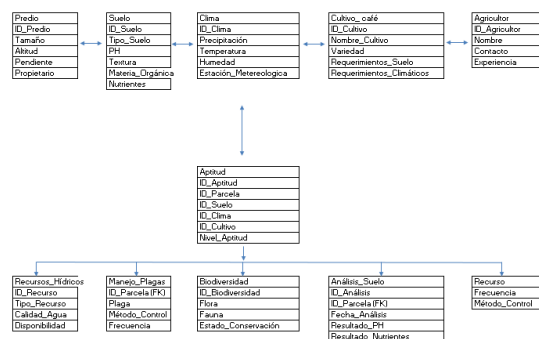 Predio
ID_Predio
Tamaño
Altitud
Pendiente
Propietario
Suelo
ID_Suelo
Tipo_Suelo
PH
Textura
Materia_Orgánica
Nutrientes
Clima
ID_Clima
Precipitación
Temperatura
Humedad
Estación_Metereologica
Cultivo_ café
ID_Cultivo
Nombre_Cultivo
Variedad
Requerimientos_Suelo
Requerimientos_Climáticos
Agricultor
ID_Agricultor
Nombre
Contacto
Experiencia
Aptitud
ID_Aptitud
ID_Parcela
ID_Suelo
ID_Clima
ID_Cultivo
Nivel_Aptitud
Recursos_Hídricos
ID_Recurso
Tipo_Recurso
Calidad_Agua
Disponibilidad
Manejo_Plagas
ID_Parcela (FK)
Plaga
Método_Control
Frecuencia
Biodiversidad
ID_Biodiversidad
Flora
Fauna
Estado_Conservación
Análisis_Suelo
ID_Análisis
ID_Parcela (FK)
Fecha_Análisis
Resultado_PH
Resultado_Nutrientes
Recurso
Frecuencia
Método_Control